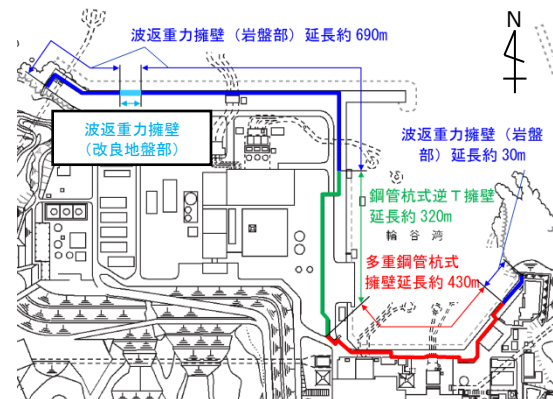 波返重力擁壁(岩盤部)延長約 690m
N
波返重力擁壁
(改良地盤部)
波返重力擁壁(岩盤
部)延長約 30m
鋼管杭式逆T擁壁
延長約 320m
輪谷湾
多重鋼管杭式
擁壁延長約 430m